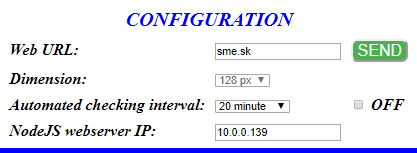 CONFIGURATION
Web URL: sme.sk SEND
Dimension: 128 px
Automated checking interval: 20 minute OFF
NodeJS webserver IP: 10.0.0.139